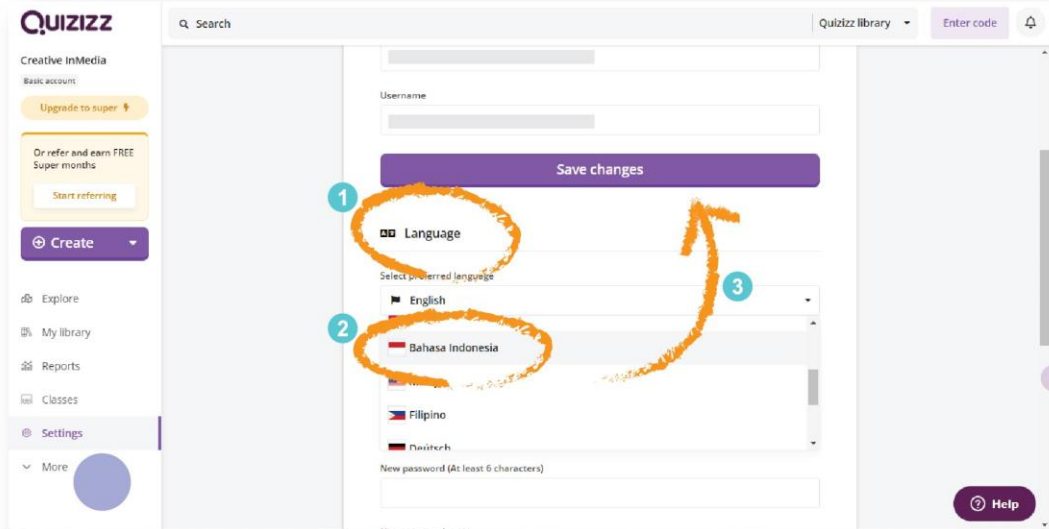 QUIZIZZ
Search
Quizizz library
Enter code
Creative InMedia
Basic account
Upgrade to super
Or refer and earn FREE
Super months
Start referring
Create
Explore
My library
Reports
Classes
Settings
More
Username
Save changes
1
Language
Select preferred language
English
3
2
Bahasa Indonesia
Filipino
Deutsch
New password (At least 6 characters)
Help